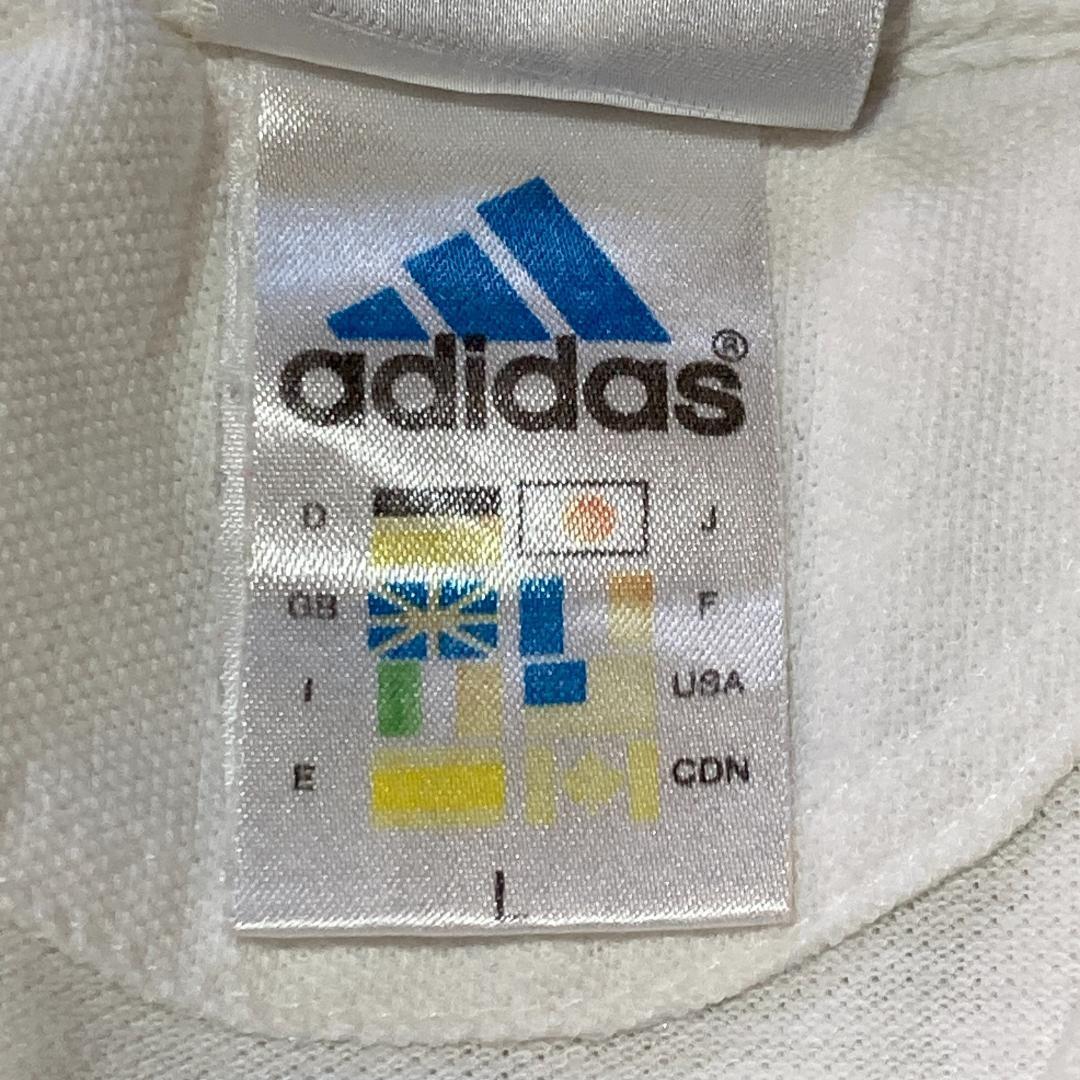 adidas®
D J
GB F
I USA
E CDN
L